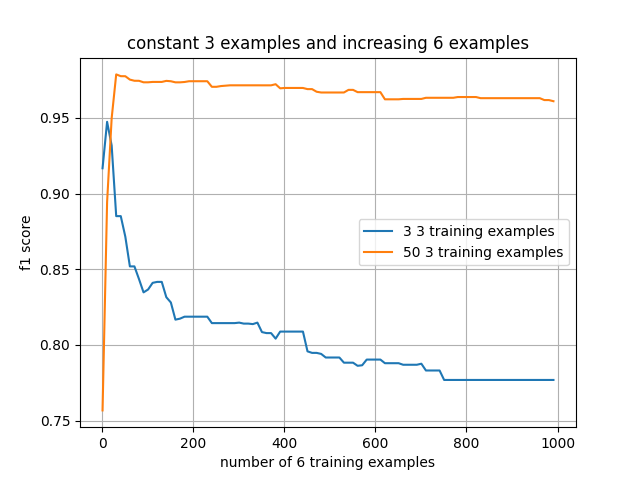 constant 3 examples and increasing 6 examples
f1 score
0.95
0.90
0.85
0.80
0.75
3 3 training examples
50 3 training examples
0 200 400 600 800 1000
number of 6 training examples